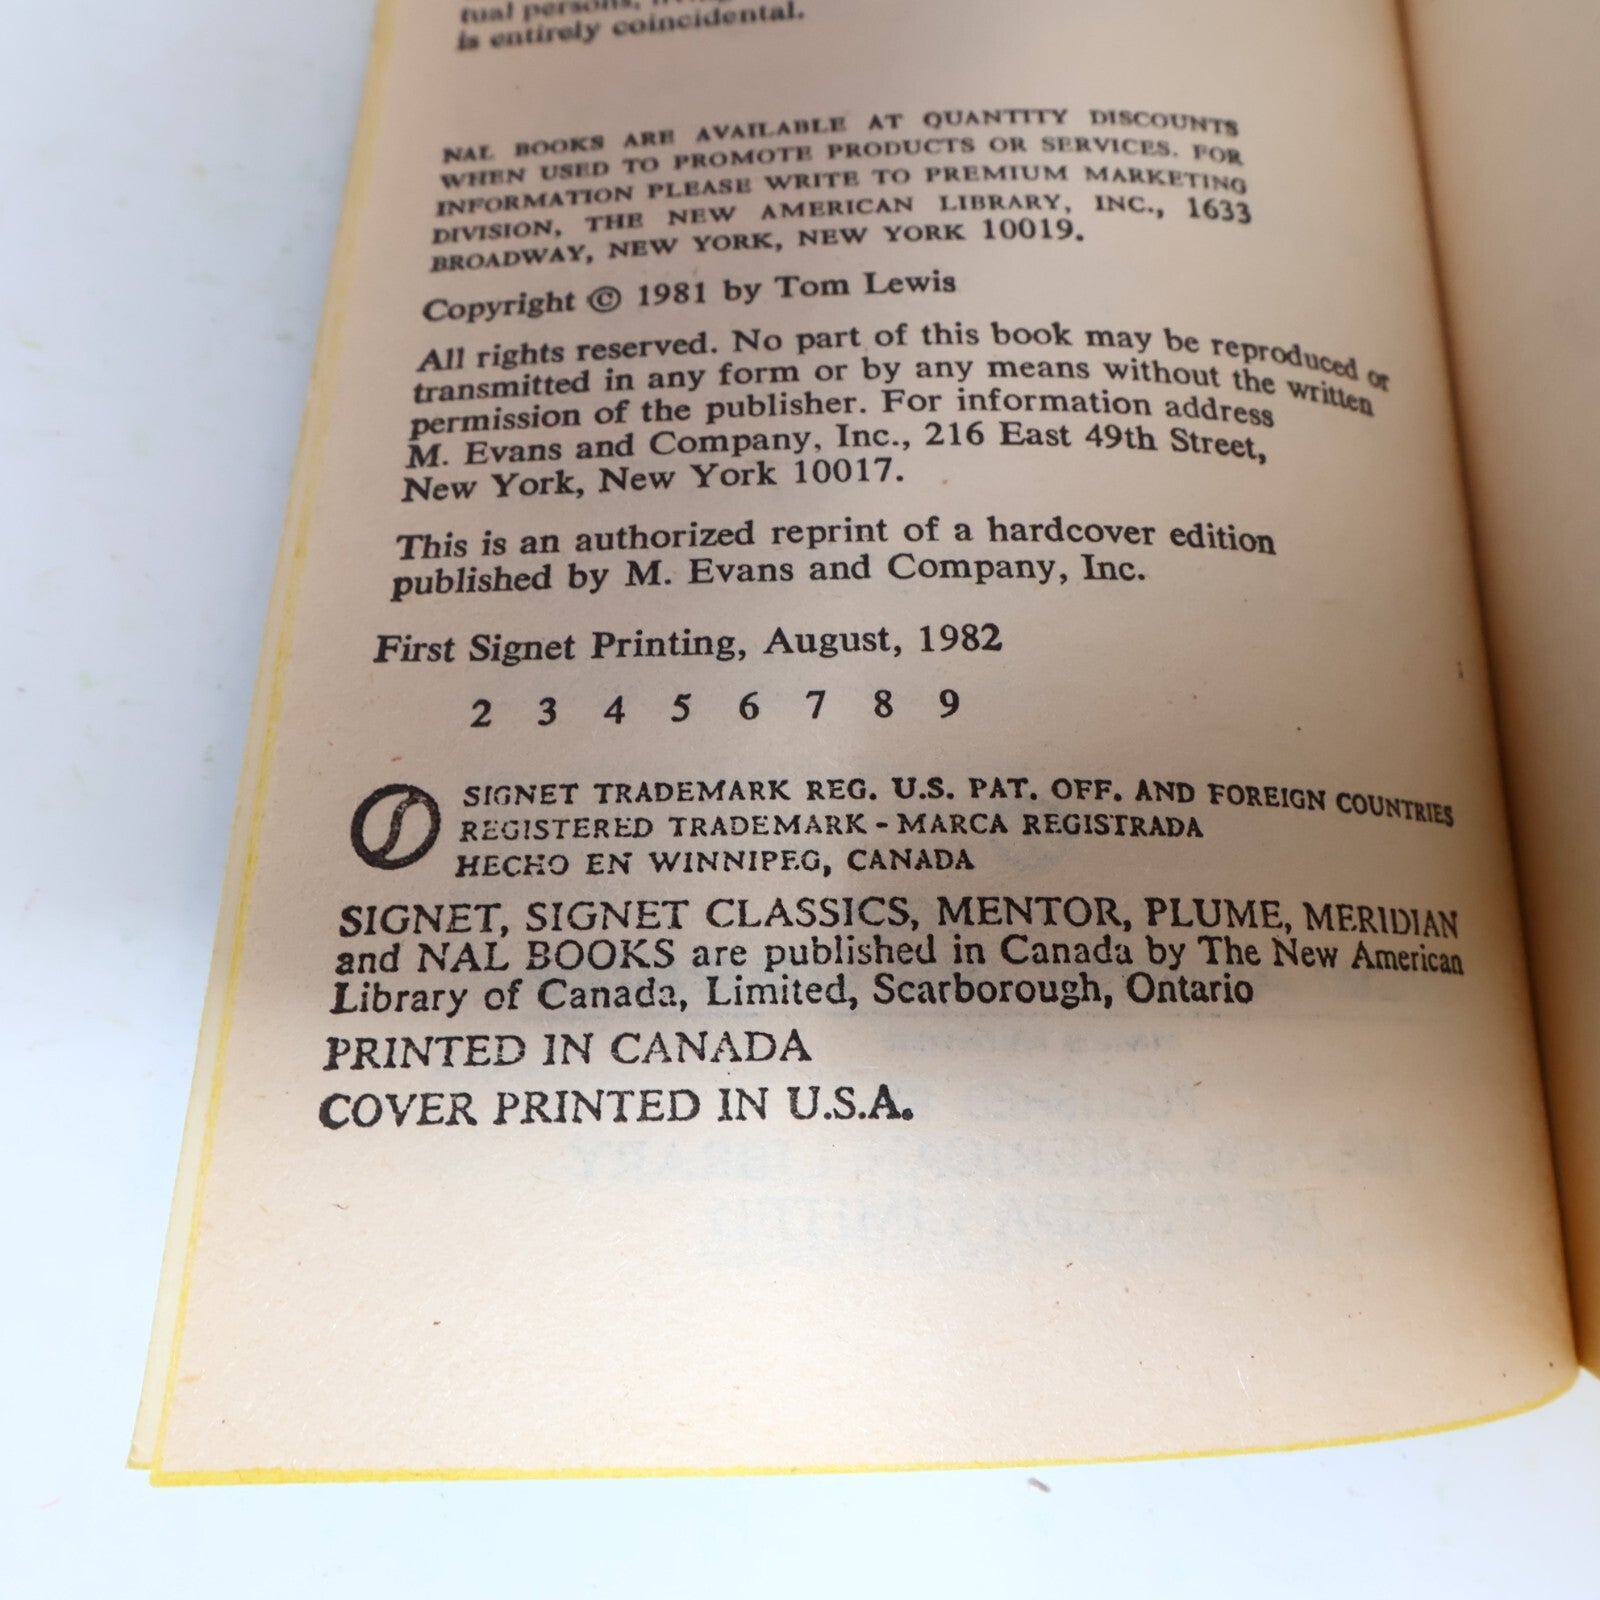 tual persons,
is entirely coincidental.
NAL BOOKS ARE AVAILABLE AT QUANTITY DISCOUNTS
WHEN USED TO PROMOTE PRODUCTS OR SERVICES. FOR
INFORMATION PLEASE WRITE TO PREMIUM MARKETING
DIVISION, THE NEW AMERICAN LIBRARY, INC., 1633
BROADWAY, NEW YORK, NEW YORK 10019.
Copyright © 1981 by Tom Lewis
All rights reserved. No part of this book may be reproduced or
transmitted in any form or by any means without the written
permission of the publisher. For information address
M. Evans and Company, Inc., 216 East 49th Street,
New York, New York 10017.
This is an authorized reprint of a hardcover edition
published by M. Evans and Company, Inc.
First Signet Printing, August, 1982
2 3 4 5 6 7 8 9
SIGNET TRADEMARK REG. U.S. PAT. OFF. AND FOREIGN COUNTRIES
REGISTERED TRADEMARK - MARCA REGISTRADA
HECHO EN WINNIPEG, CANADA
SIGNET, SIGNET CLASSICS, MENTOR, PLUME, MERIDIAN
and NAL BOOKS are published in Canada by The New American
Library of Canada, Limited, Scarborough, Ontario
PRINTED IN CANADA
COVER PRINTED IN U.S.A.